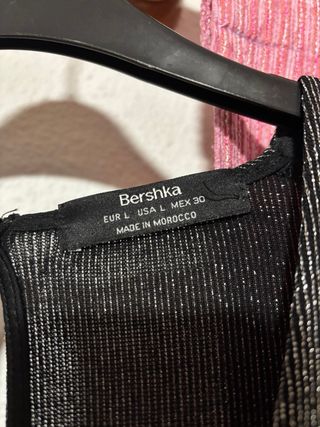 Bershka
EUR L USA L MEX 30
MADE IN MOROCCO